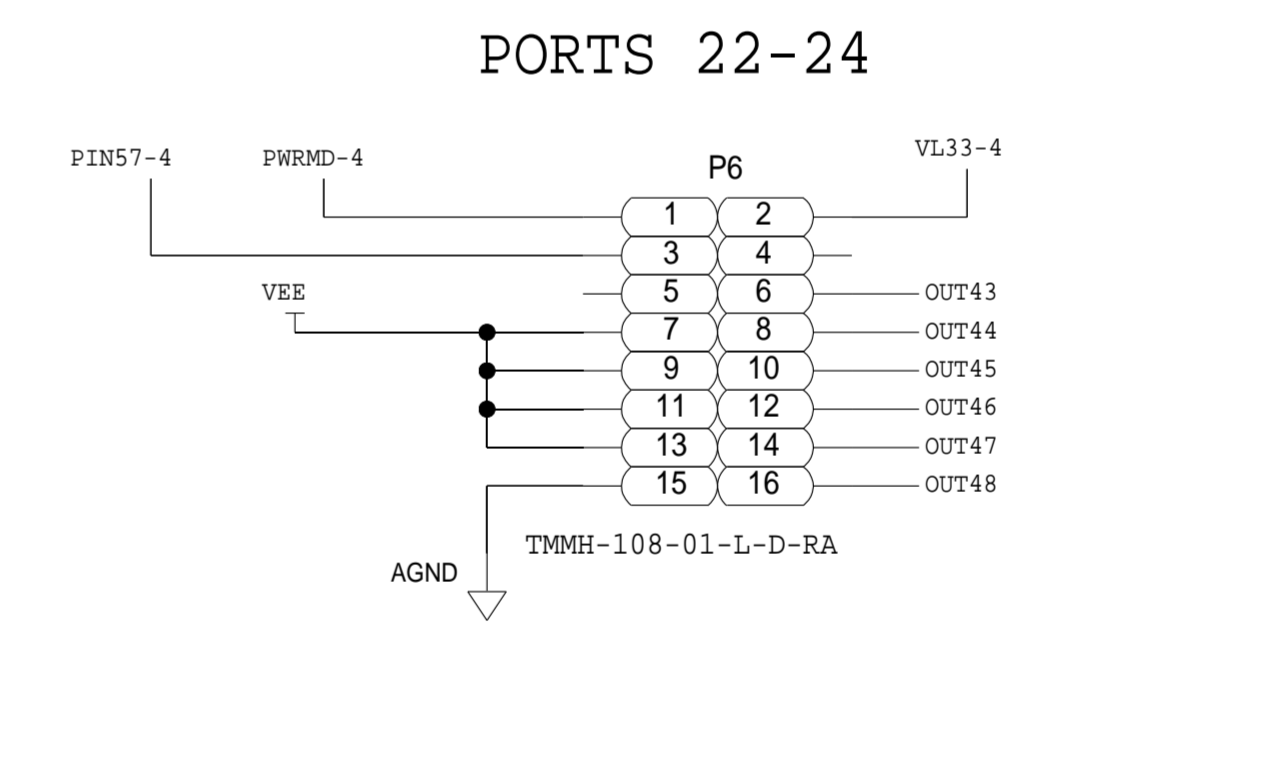 PORTS 22-24
PIN57-4 PWRMD-4 VL33-4
P6
1 2
3 4
VEE 5 6 OUT43
7 8 OUT44
9 10 OUT45
11 12 OUT46
13 14 OUT47
15 16 OUT48
TMMH-108-01-L-D-RA
AGND